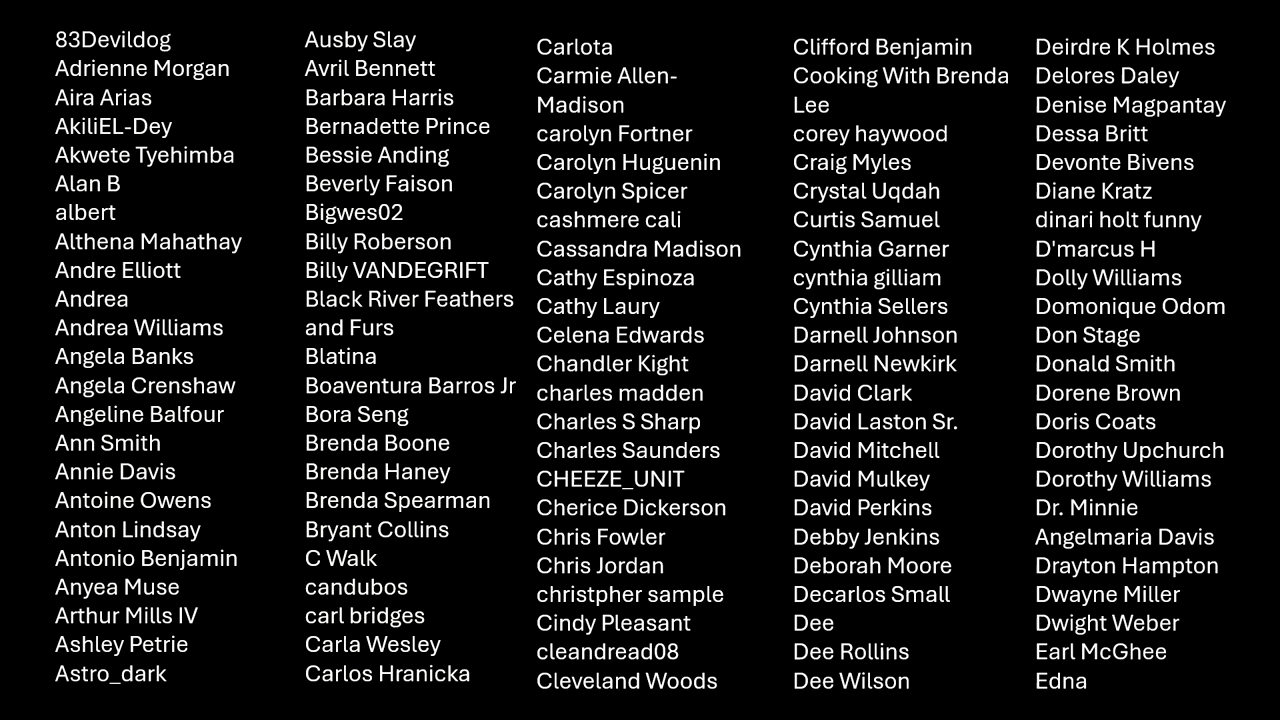 83Devildog
Adrienne Morgan
Aira Arias
AkiliEL-Dey
Akwete Tyehimba
Alan B
albert
Althena Mahathay
Andre Elliott
Andrea
Andrea Williams
Angela Banks
Angela Crenshaw
Angeline Balfour
Ann Smith
Annie Davis
Antoine Owens
Anton Lindsay
Antonio Benjamin
Anyea Muse
Arthur Mills IV
Ashley Petrie
Astro_dark
Ausby Slay
Avril Bennett
Barbara Harris
Bernadette Prince
Bessie Anding
Beverly Faison
Bigwes02
Billy Roberson
Billy VANDEGRIFT
Black River Feathers
and Furs
Blatina
Boaventura Barros Jr
Bora Seng
Brenda Boone
Brenda Haney
Brenda Spearman
Bryant Collins
C Walk
candubos
carl bridges
Carla Wesley
Carlos Hranicka
Carlota
Carmie Allen-
Madison
carolyn Fortner
Carolyn Huguenin
Carolyn Spicer
cashmere cali
Cassandra Madison
Cathy Espinoza
Cathy Laury
Celena Edwards
Chandler Kight
charles madden
Charles S Sharp
Charles Saunders
CHEEZE_UNIT
Cherice Dickerson
Chris Fowler
Chris Jordan
christpher sample
Cindy Pleasant
cleandread08
Cleveland Woods
Clifford Benjamin
Cooking With Brenda
Lee
corey haywood
Craig Myles
Crystal Uqdah
Curtis Samuel
Cynthia Garner
cynthia gilliam
Cynthia Sellers
Darnell Johnson
Darnell Newkirk
David Clark
David Laston Sr.
David Mitchell
David Mulkey
David Perkins
Debby Jenkins
Deborah Moore
Decarlos Small
Dee
Dee Rollins
Dee Wilson
Deirdre K Holmes
Delores Daley
Denise Magpantay
Dessa Britt
Devonte Bivens
Diane Kratz
dinari holt funny
D'marcus H
Dolly Williams
Domonique Odom
Don Stage
Donald Smith
Dorene Brown
Doris Coats
Dorothy Upchurch
Dorothy Williams
Dr. Minnie
Angelmaria Davis
Drayton Hampton
Dwayne Miller
Dwight Weber
Earl McGhee
Edna